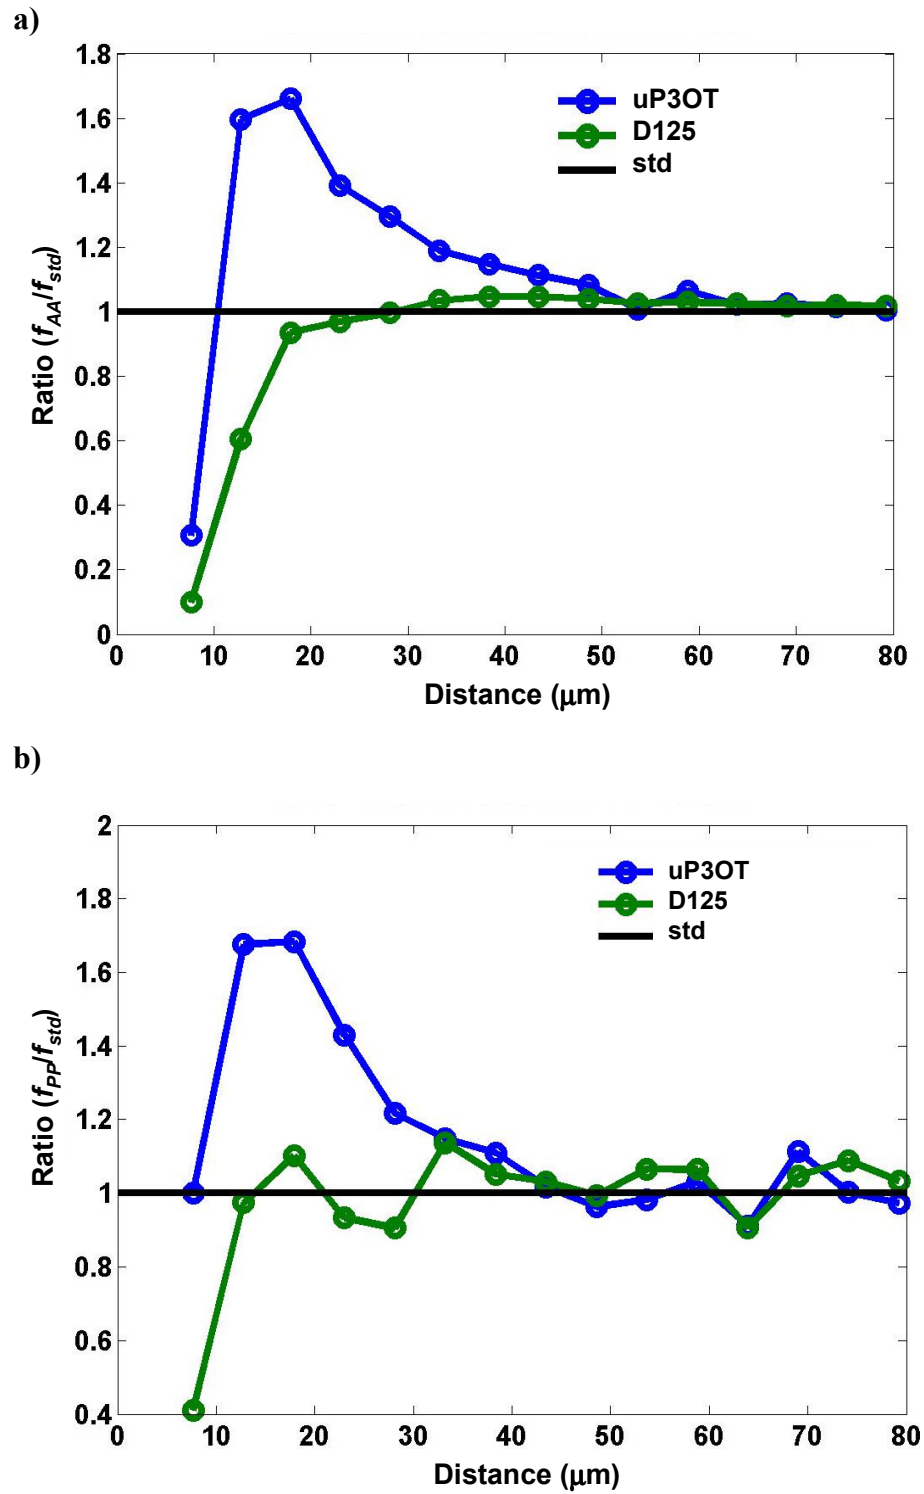 a)
1.8
1.6
1.4
1.2
1
0.8
0.6
0.4
0.2
0
Ratio (fAA/fstd)
uP3OT
D125
std
0 10 20 30 40 50 60 70 80
Distance (μm)
b)
2
1.8
1.6
1.4
1.2
1
0.8
0.6
0.4
Ratio (fPP/fstd)
uP3OT
D125
std
0 10 20 30 40 50 60 70 80
Distance (μm)